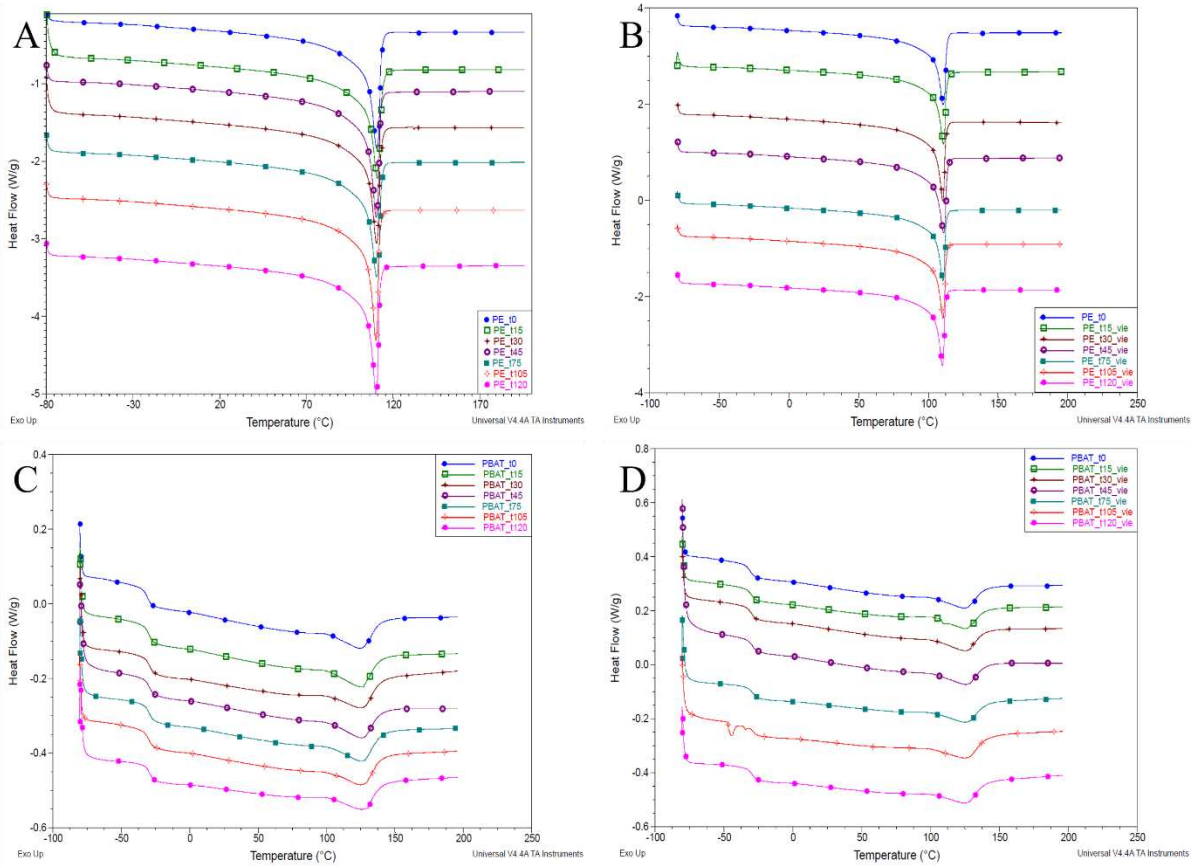 A
-1
-2
-3
-4
-5
Heat Flow (W/g)
-80
-30
20
70
120
170
Exo Up
Temperature (°C)
Universal V4.4A TA Instruments
PE_t0
PE_t15
PE_t30
PE_t45
PE_t75
PE_t105
PE_t120
B
4
2
0
-2
-4
Heat Flow (W/g)
-100
-50
0
50
100
150
200
250
Exo Up
Temperature (°C)
Universal V4.4A TA Instruments
PE_t0
PE_t15_vie
PE_t30_vie
PE_t45_vie
PE_t75_vie
PE_t105_vie
PE_t120_vie
C
0.4
0.2
0.0
-0.2
-0.4
-0.6
Heat Flow (W/g)
-100
-50
0
50
100
150
200
250
Exo Up
Temperature (°C)
Universal V4.4A TA Instruments
PBAT_t0
PBAT_t15
PBAT_t30
PBAT_t45
PBAT_t75
PBAT_t105
PBAT_t120
D
0.8
0.6
0.4
0.2
0.0
-0.2
-0.4
-0.6
Heat Flow (W/g)
-100
-50
0
50
100
150
200
250
Exo Up
Temperature (°C)
Universal V4.4A TA Instruments
PBAT_t0
PBAT_t15_vie
PBAT_t30_vie
PBAT_t45_vie
PBAT_t75_vie
PBAT_t105_vie
PBAT_t120_vie